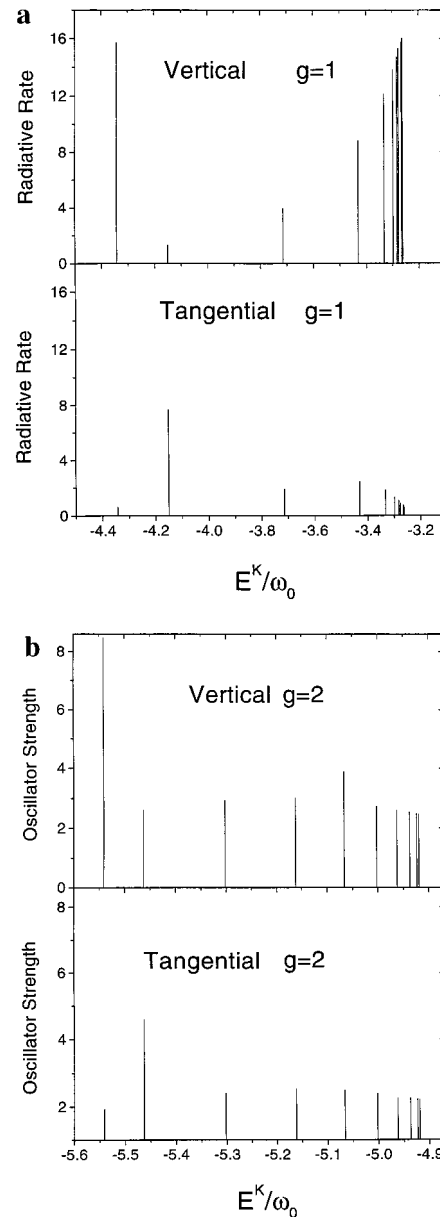 a
18
16
12
8
4
0
Radiative Rate
Vertical g=1
16
12
8
4
0
Radiative Rate
Tangential g=1
-4.4 -4.2 -4.0 -3.8 -3.6 -3.4 -3.2
E^K/ω₀
b
8
6
4
2
0
Oscillator Strength
Vertical g=2
8
6
4
2
Oscillator Strength
Tangential g=2
-5.6 -5.5 -5.4 -5.3 -5.2 -5.1 -5.0 -4.9
E^K/ω₀